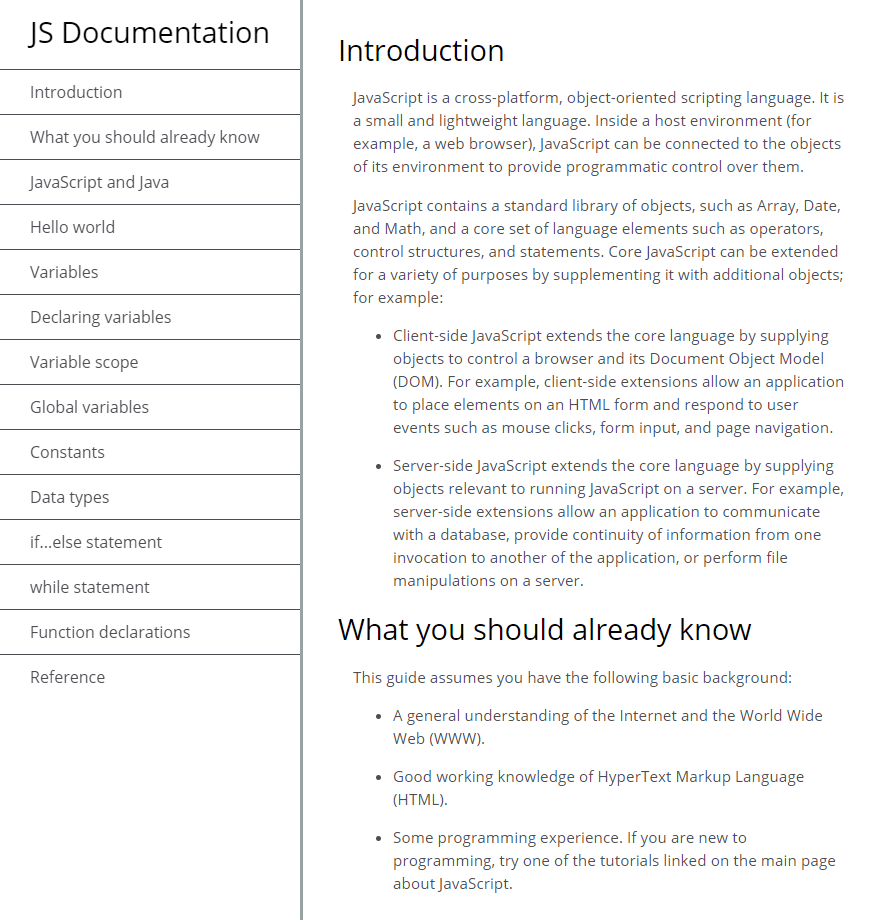 JS Documentation
Introduction
What you should already know
JavaScript and Java
Hello world
Variables
Declaring variables
Variable scope
Global variables
Constants
Data types
if...else statement
while statement
Function declarations
Reference
Introduction
JavaScript is a cross-platform, object-oriented scripting language. It is
a small and lightweight language. Inside a host environment (for
example, a web browser), JavaScript can be connected to the objects
of its environment to provide programmatic control over them.
JavaScript contains a standard library of objects, such as Array, Date,
and Math, and a core set of language elements such as operators,
control structures, and statements. Core JavaScript can be extended
for a variety of purposes by supplementing it with additional objects;
for example:
• Client-side JavaScript extends the core language by supplying
objects to control a browser and its Document Object Model
(DOM). For example, client-side extensions allow an application
to place elements on an HTML form and respond to user
events such as mouse clicks, form input, and page navigation.
• Server-side JavaScript extends the core language by supplying
objects relevant to running JavaScript on a server. For example,
server-side extensions allow an application to communicate
with a database, provide continuity of information from one
invocation to another of the application, or perform file
manipulations on a server.
What you should already know
This guide assumes you have the following basic background:
• A general understanding of the Internet and the World Wide
Web (WWW).
• Good working knowledge of HyperText Markup Language
(HTML).
• Some programming experience. If you are new to
programming, try one of the tutorials linked on the main page
about JavaScript.